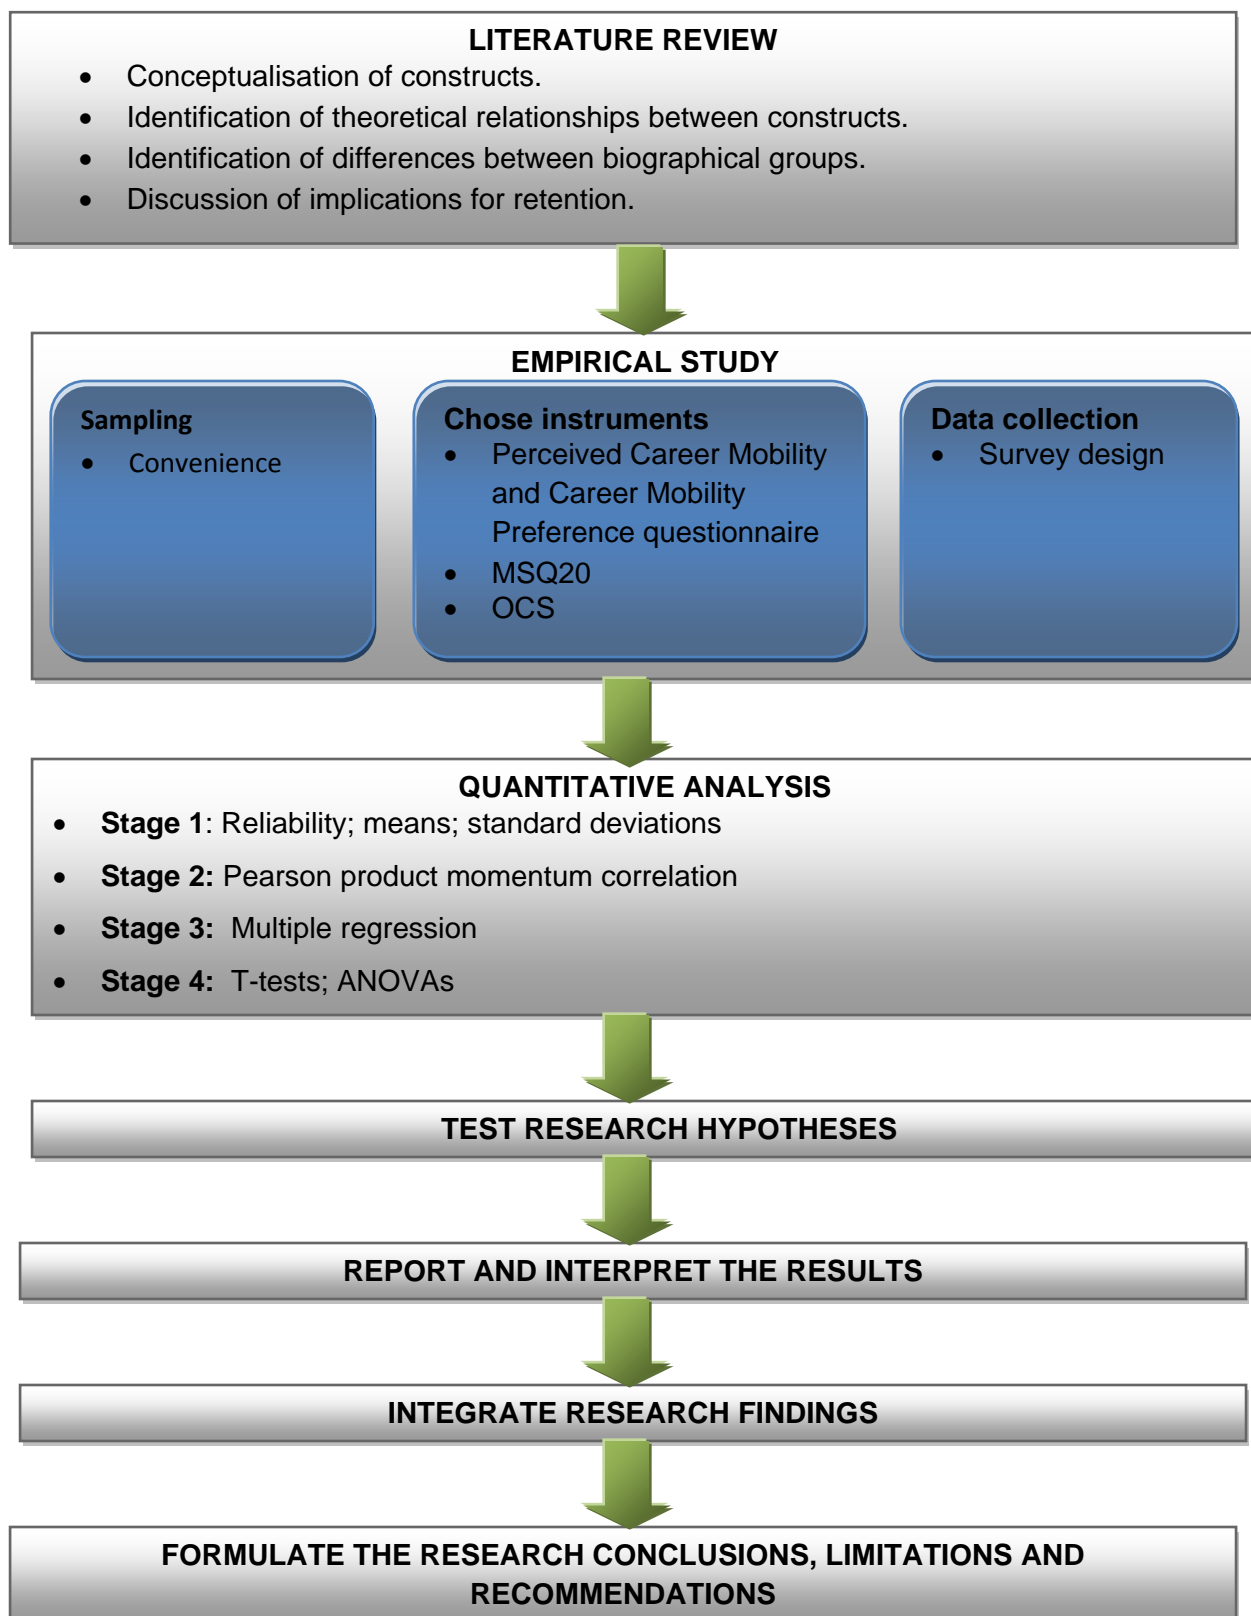 LITERATURE REVIEW
• Conceptualisation of constructs.
• Identification of theoretical relationships between constructs.
• Identification of differences between biographical groups.
• Discussion of implications for retention.
EMPIRICAL STUDY
Sampling
• Convenience
Chose instruments
• Perceived Career Mobility
and Career Mobility
Preference questionnaire
• MSQ20
• OCS
Data collection
• Survey design
QUANTITATIVE ANALYSIS
• Stage 1: Reliability; means; standard deviations
• Stage 2: Pearson product momentum correlation
• Stage 3: Multiple regression
• Stage 4: T-tests; ANOVAs
TEST RESEARCH HYPOTHESES
REPORT AND INTERPRET THE RESULTS
INTEGRATE RESEARCH FINDINGS
FORMULATE THE RESEARCH CONCLUSIONS, LIMITATIONS AND
RECOMMENDATIONS